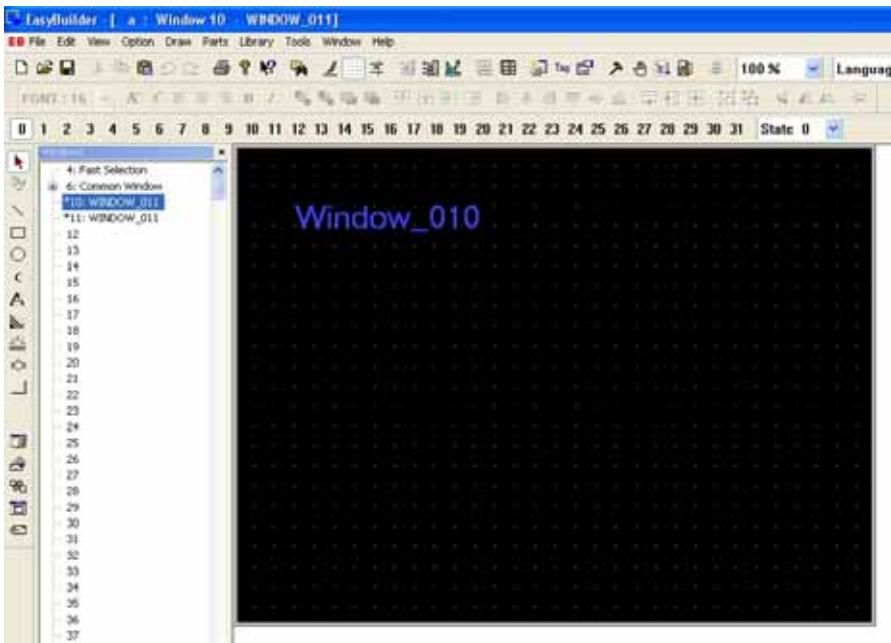 EasyBuilder - [ a : Window 10 - WINDOW_011]
EB File Edit View Option Draw Parts Library Tools Window Help
100 % Languag
FONT : 16
0 1 2 3 4 5 6 7 8 9 10 11 12 13 14 15 16 17 18 19 20 21 22 23 24 25 26 27 28 29 30 31 State 0
4: Fast Selection
6: Common Window
*10: WINDOW_011
*11: WINDOW_011
12
13
14
15
16
17
18
19
20
21
22
23
24
25
26
27
28
29
30
31
32
33
34
35
36
37
Window_010